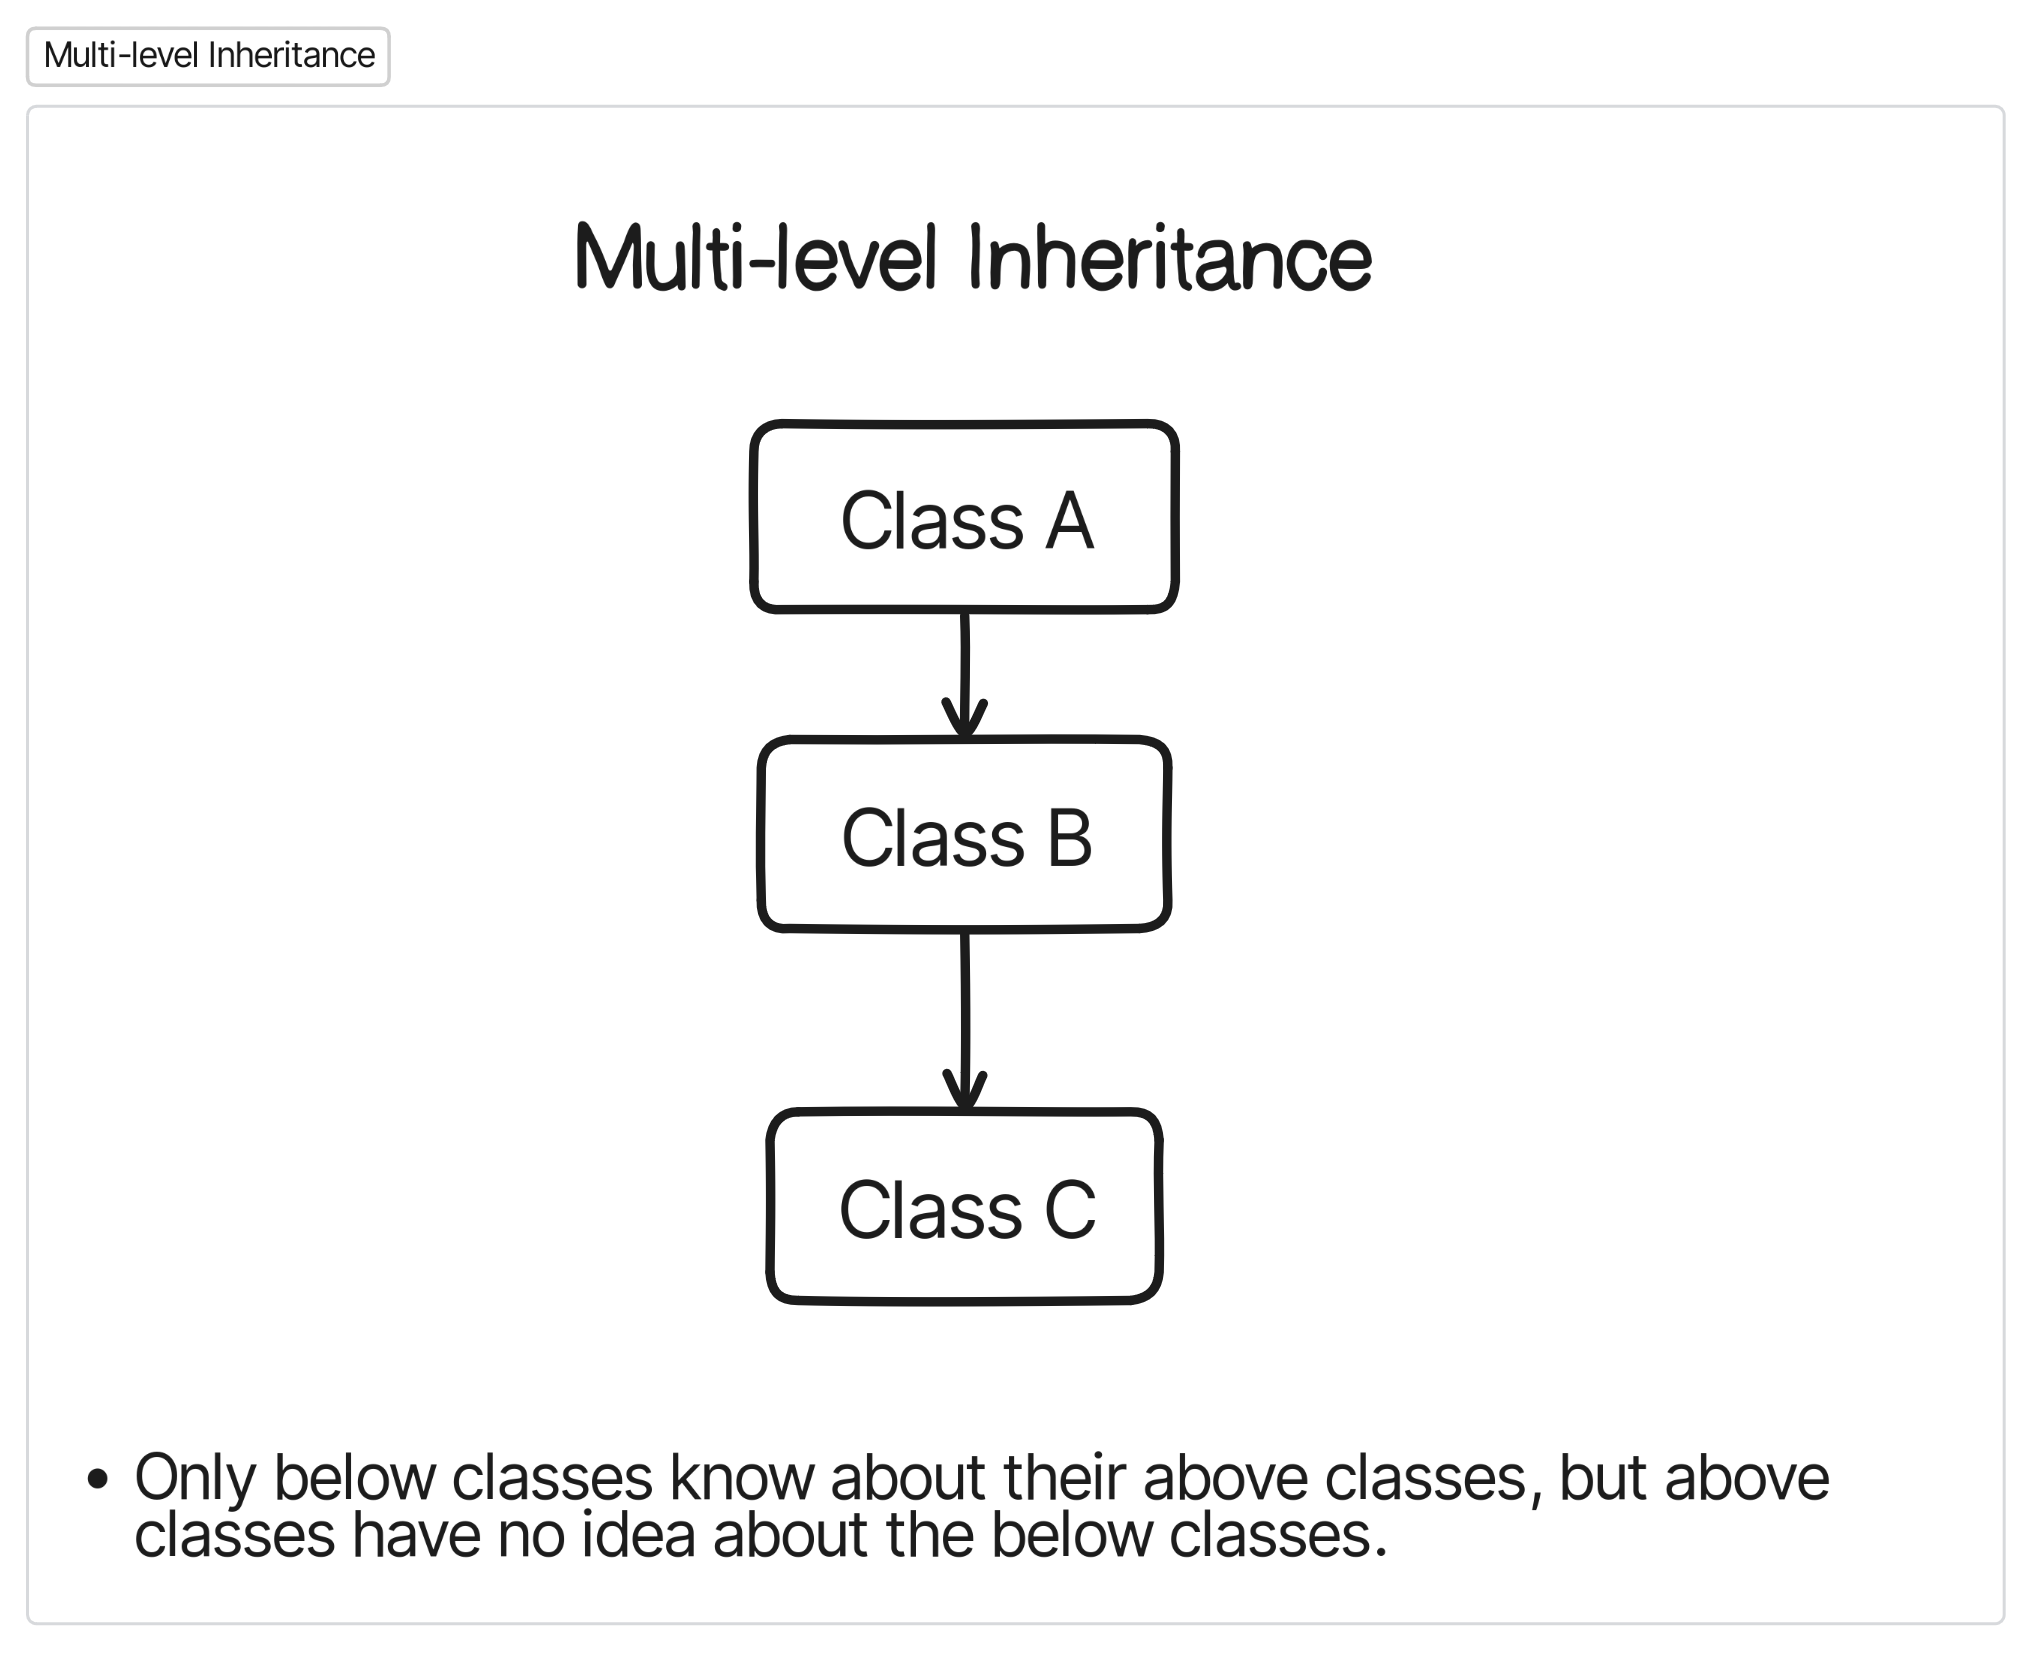 Multi-level Inheritance
Multi-level Inheritance
Class A
Class B
Class C
• Only below classes know about their above classes, but above
classes have no idea about the below classes.